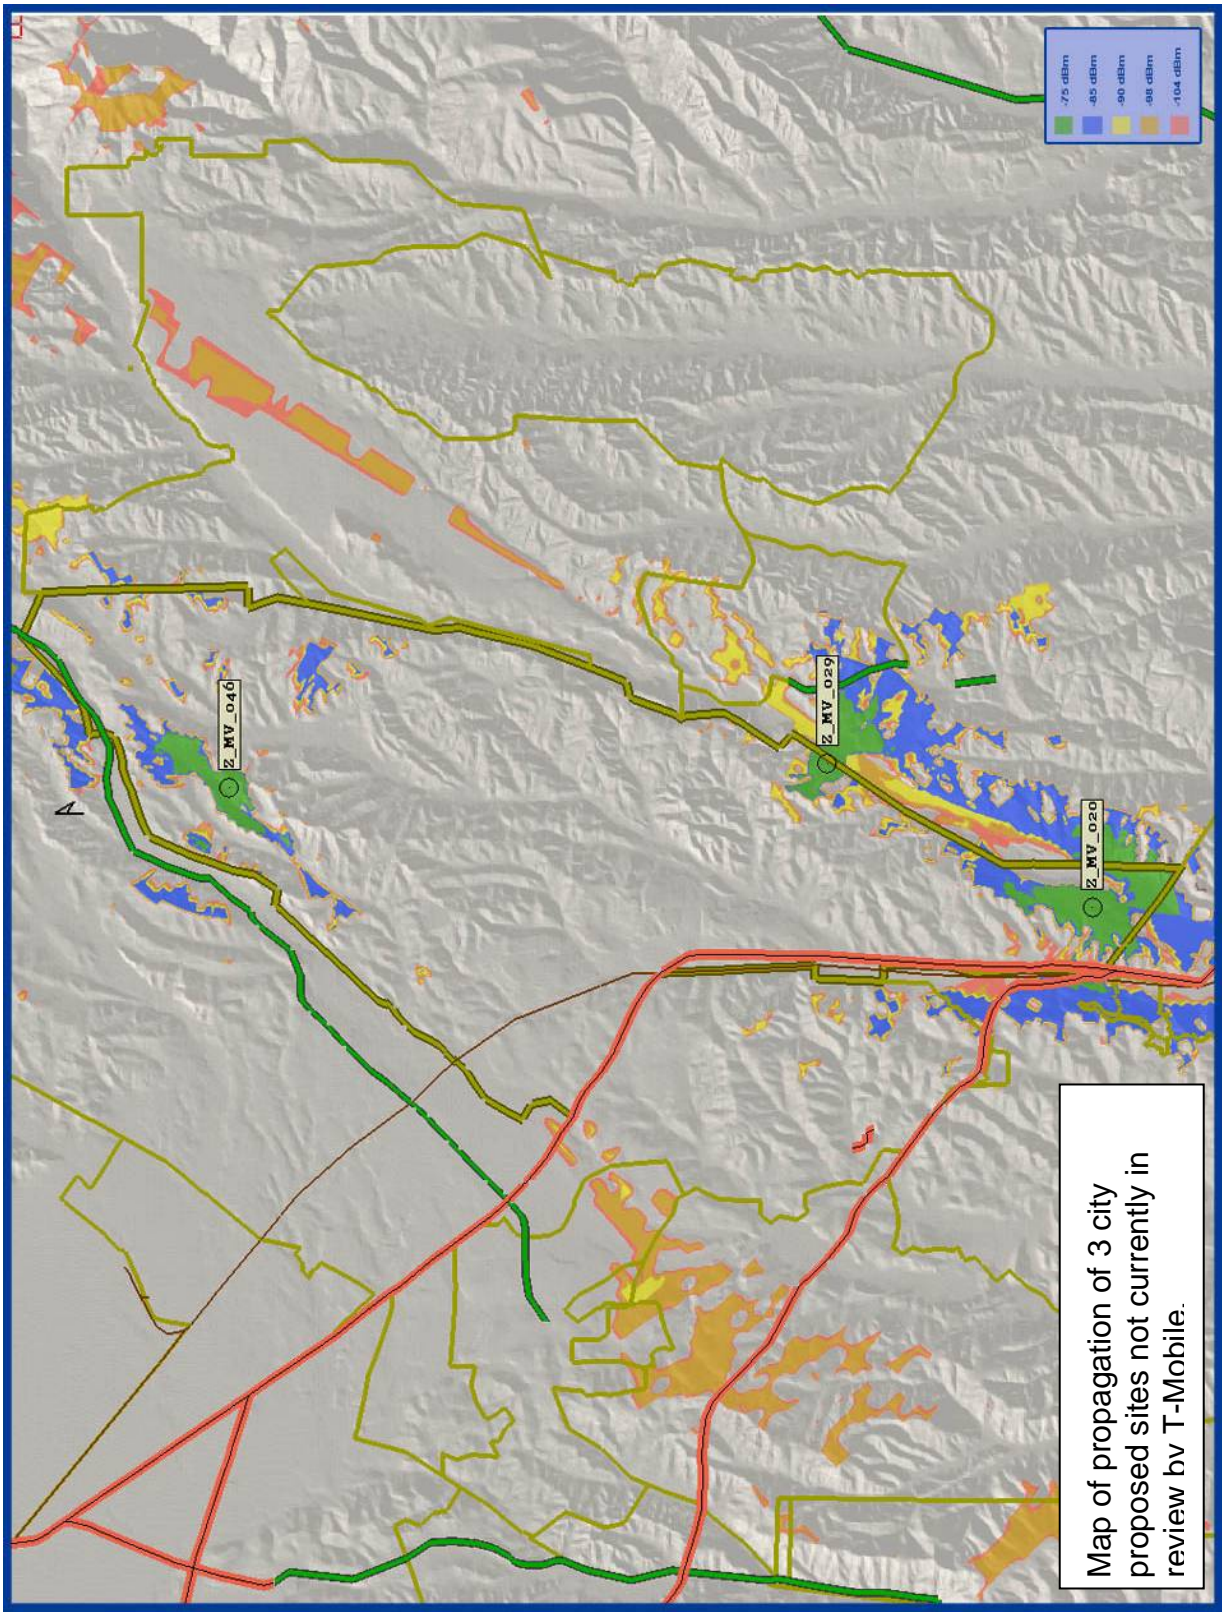 -75 dBm
-85 dBm
-90 dBm
-98 dBm
-104 dBm
Z_MV_046
Z_MV_029
Z_MV_020
Map of propagation of 3 city
proposed sites not currently in
review by T-Mobile.